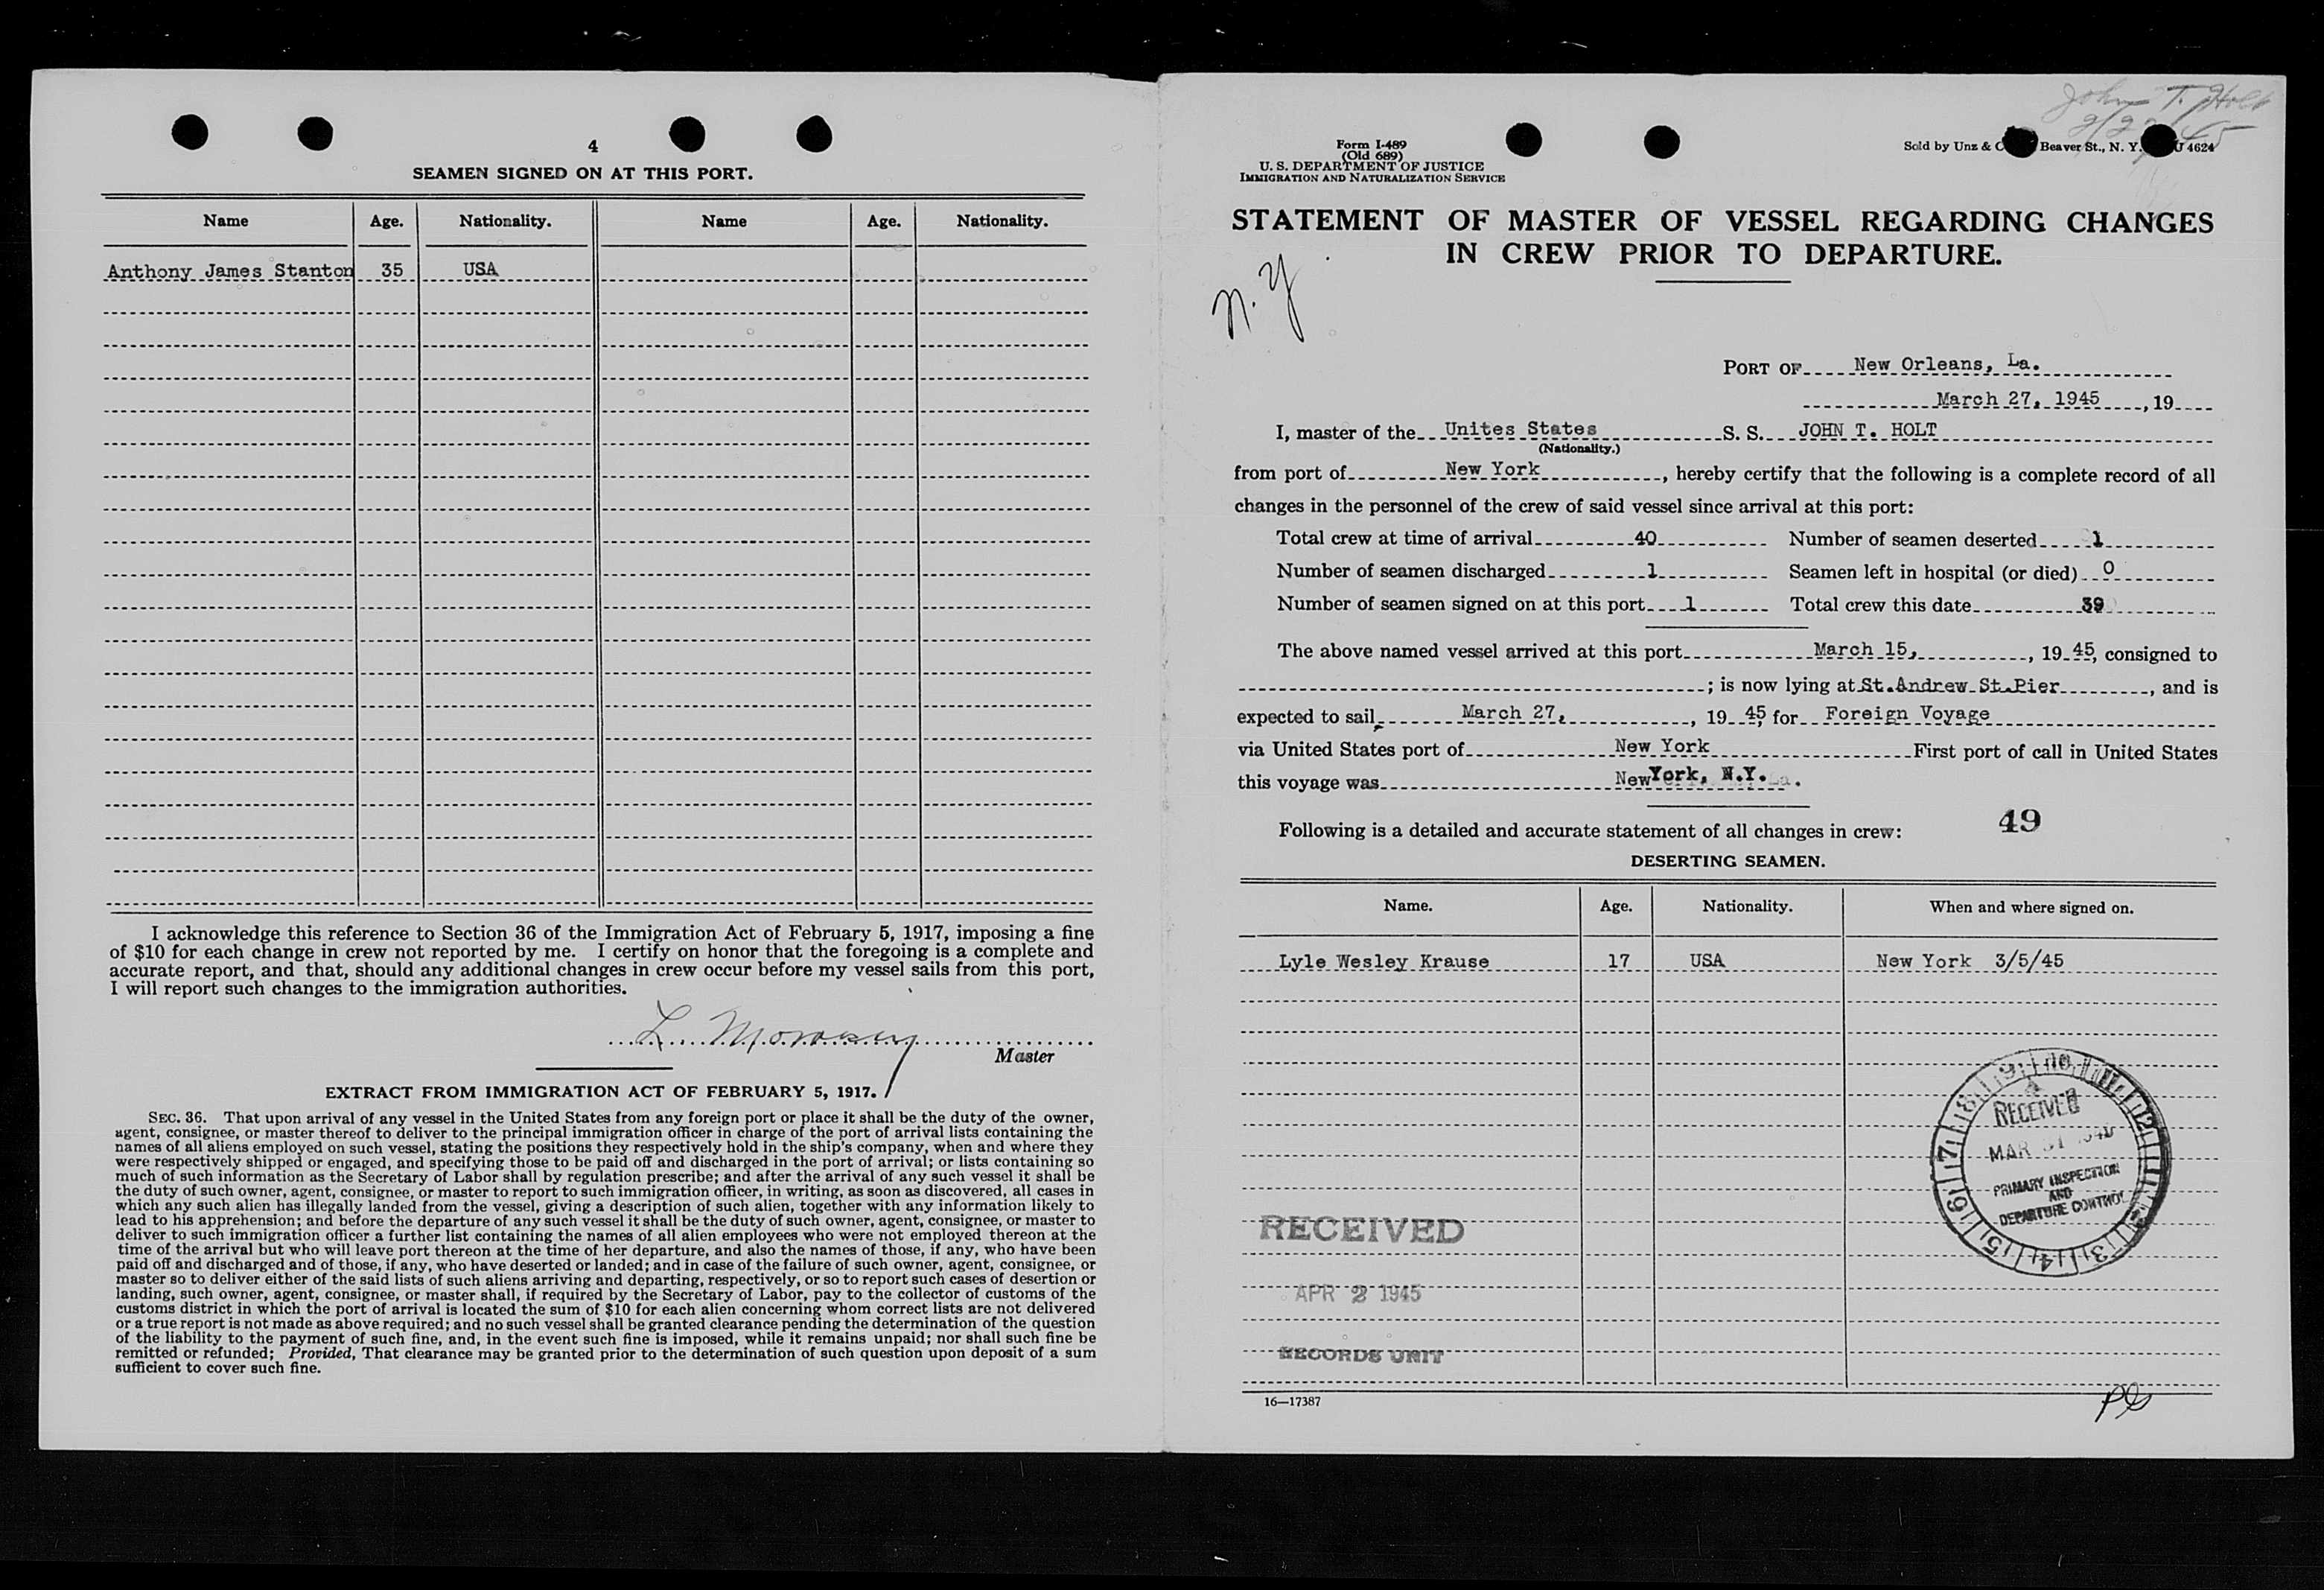 4
SEAMEN SIGNED ON AT THIS PORT.
Name Age. Nationality. Name Age. Nationality.
Anthony James Stanton 35 USA
I acknowledge this reference to Section 36 of the Immigration Act of February 5, 1917, imposing a fine
of $10 for each change in crew not reported by me. I certify on honor that the foregoing is a complete and
accurate report, and that, should any additional changes in crew occur before my vessel sails from this port,
I will report such changes to the immigration authorities.
L.
Master
EXTRACT FROM IMMIGRATION ACT OF FEBRUARY 5, 1917.
SEC. 36. That upon arrival of any vessel in the United States from any foreign port or place it shall be the duty of the owner,
agent, consignee, or master thereof to deliver to the principal immigration officer in charge of the port of arrival lists containing the
names of all aliens employed on such vessel, stating the positions they respectively hold in the ship's company, when and where they
were respectively shipped or engaged, and specifying those to be paid off and discharged in the port of arrival; or lists containing so
much of such information as the Secretary of Labor shall by regulation prescribe; and after the arrival of any such vessel it shall be
the duty of such owner, agent, consignee, or master to report to such immigration officer, in writing, as soon as discovered, all cases in
which any such alien has illegally landed from the vessel, giving a description of such alien, together with any information likely to
lead to his apprehension; and before the departure of any such vessel it shall be the duty of such owner, agent, consignee, or master to
deliver to such immigration officer a further list containing the names of all alien employees who were not employed thereon at the
time of the arrival but who will leave port thereon at the time of her departure, and also the names of those, if any, who have been
paid off and discharged and of those, if any, who have deserted or landed; and in case of the failure of such owner, agent, consignee, or
master so to deliver either of the said lists of such aliens arriving and departing, respectively, or so to report such cases of desertion or
landing, such owner, agent, consignee, or master shall, if required by the Secretary of Labor, pay to the collector of customs of the
customs district in which the port of arrival is located the sum of $10 for each alien concerning whom correct lists are not delivered
or a true report is not made as above required; and no such vessel shall be granted clearance pending the determination of the question
of the liability to the payment of such fine, and, in the event such fine is imposed, while it remains unpaid; nor shall such fine be
remitted or refunded; Provided, That clearance may be granted prior to the determination of such question upon deposit of a sum
sufficient to cover such fine.
John T. Holt
Form I-489
(Old 689)
U. S. DEPARTMENT OF JUSTICE
IMMIGRATION AND NATURALIZATION SERVICE
Sold by Unz & C Beaver St., N. Y. 4624
STATEMENT OF MASTER OF VESSEL REGARDING CHANGES
IN CREW PRIOR TO DEPARTURE.
N. Y
PORT OF New Orleans, La.
March 27, 1945, 19
I, master of the Unites States S. S. JOHN T. HOLT
(Nationality.)
from port of New York, hereby certify that the following is a complete record of all
changes in the personnel of the crew of said vessel since arrival at this port:
Total crew at time of arrival 40 Number of seamen deserted 1
Number of seamen discharged 1 Seamen left in hospital (or died) 0
Number of seamen signed on at this port 1 Total crew this date 39
The above named vessel arrived at this port March 15, , 19 45, consigned to
; is now lying at St.Andrew St.Pier , and is
expected to sail March 27, , 19 45 for Foreign Voyage
via United States port of New York First port of call in United States
this voyage was New York, N.Y.
49
Following is a detailed and accurate statement of all changes in crew:
DESERTING SEAMEN.
Name. Age. Nationality. When and where signed on.
Lyle Wesley Krause 17 USA New York 3/5/45
RECEIVED
MAR
PRIMARY INSPECTION
AND
DEPARTURE CONTROL
RECEIVED
APR 2 1945
RECORDS UNIT
16—17387